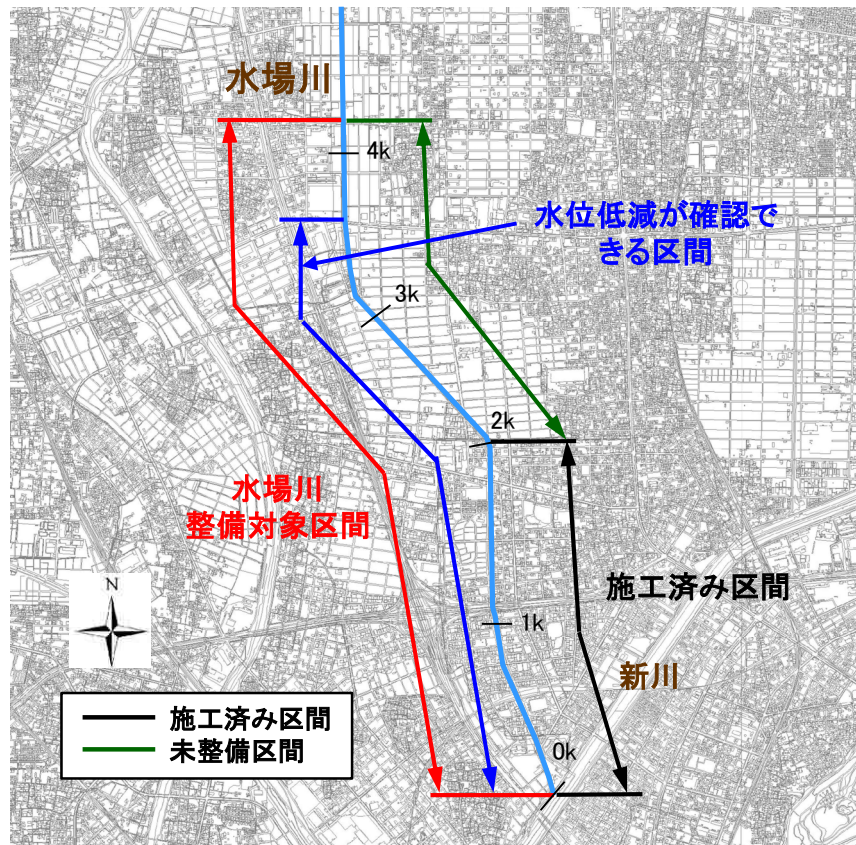 水場川
4k
水位低減が確認で
きる区間
3k
2k
水場川
整備対象区間
施工済み区間
N
1k
新川
施工済み区間
未整備区間
0k